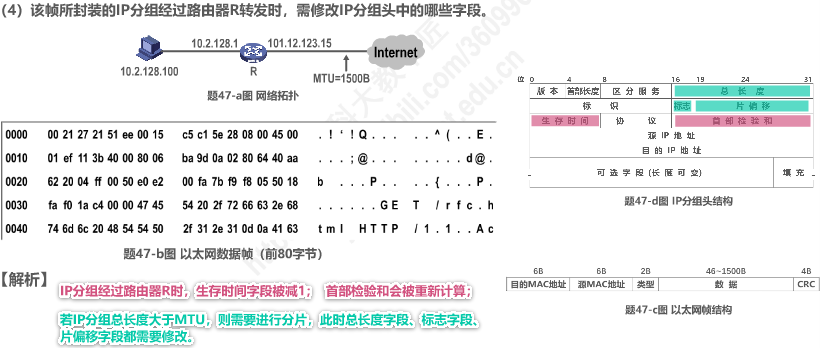 （4）该帧所封装的IP分组经过路由器R转发时，需修改IP分组头中的哪些字段。
10.2.128.1
101.12.123.15
Internet
10.2.128.100
R
MTU=1500B
题47-a图 网络拓扑
0000 00 21 27 21 51 ee 00 15 c5 c1 5e 28 08 00 45 00 . ! ' ! Q . . . . . ^ ( . . E .
0010 01 ef 11 3b 40 00 80 06 ba 9d 0a 02 80 64 40 aa . . . ; @ . . . . . . . . d @ .
0020 62 20 04 ff 00 50 e0 e2 00 fa 7b f9 f8 05 50 18 b . . . P . . . . { . . . P .
0030 fa f0 1a c4 00 00 47 45 54 20 2f 72 66 63 2e 68 . . . . . . GE T / r f c . h
0040 74 6d 6c 20 48 54 54 50 2f 31 2e 31 0d 0a 41 63 tml HTTP / 1 . 1 . . A c
题47-b图 以太网数据帧（前80字节）
位 0 4 8 16 19 24 31
版 本 首部长度 区 分 服 务 总 长 度
标 识 标志 片 偏 移
生 存 时 间 协 议 首 部 检 验 和
源 IP 地 址
目 的 IP 地 址
可 选 字 段 (长 度 可 变) 填 充
题47-d图 IP分组头结构
【解析】
IP分组经过路由器R时，生存时间字段被减1； 首部检验和会被重新计算；
若IP分组总长度大于MTU，则需要进行分片，此时总长度字段、标志字段、
片偏移字段都需要修改。
6B 6B 2B 46~1500B 4B
目的MAC地址 源MAC地址 类型 数 据 CRC
题47-c图 以太网帧结构